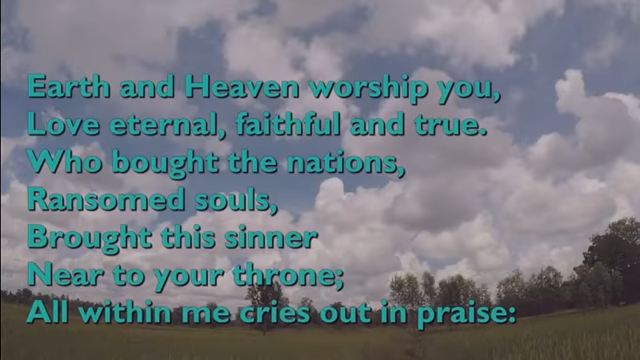 Earth and Heaven worship you,
Love eternal, faithful and true.
Who bought the nations,
Ransomed souls,
Brought this sinner
Near to your throne;
All within me cries out in praise: